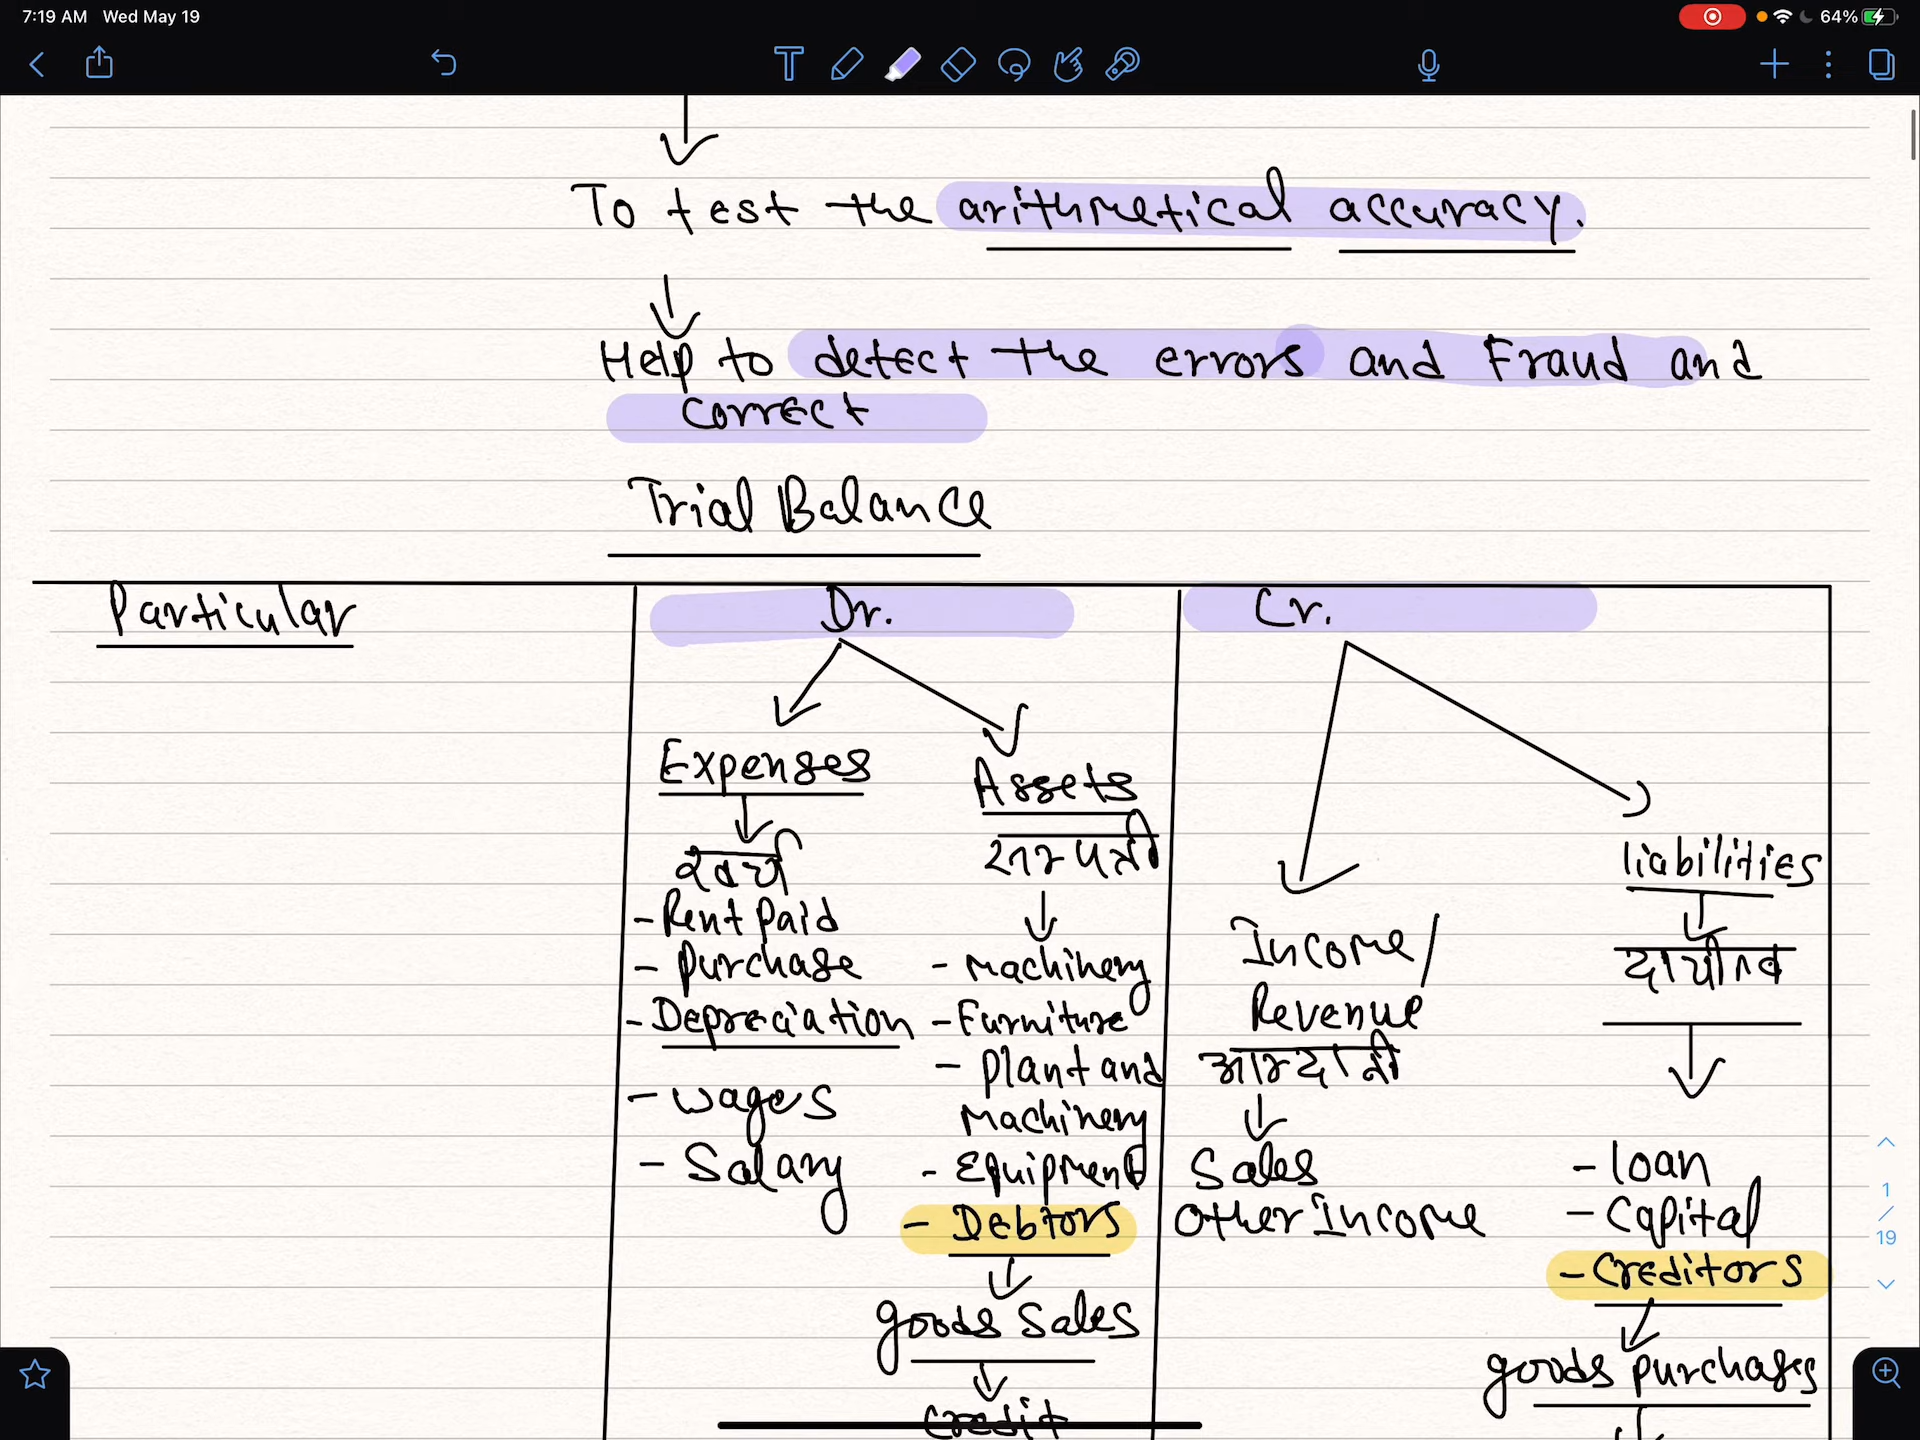 7:19 AM Wed May 19
64%
To test the arithmetical accuracy.
Help to detect the errors and Fraud and
correct
Trial Balance
Particular
Dr.
Cr.
Expenses
खर्च
- Rent paid
- purchase
- Depreciation
- wages
- Salary
Assets
- Machinery
- Furniture
- plant and
Machinery
- Equipment
- Debtors
goods sales
credit
Income/
Revenue
आम्दानी
Sales
Other Income
liabilities
दायीत्व
- loan
- Capital
- Creditors
goods purchases
1
/
19